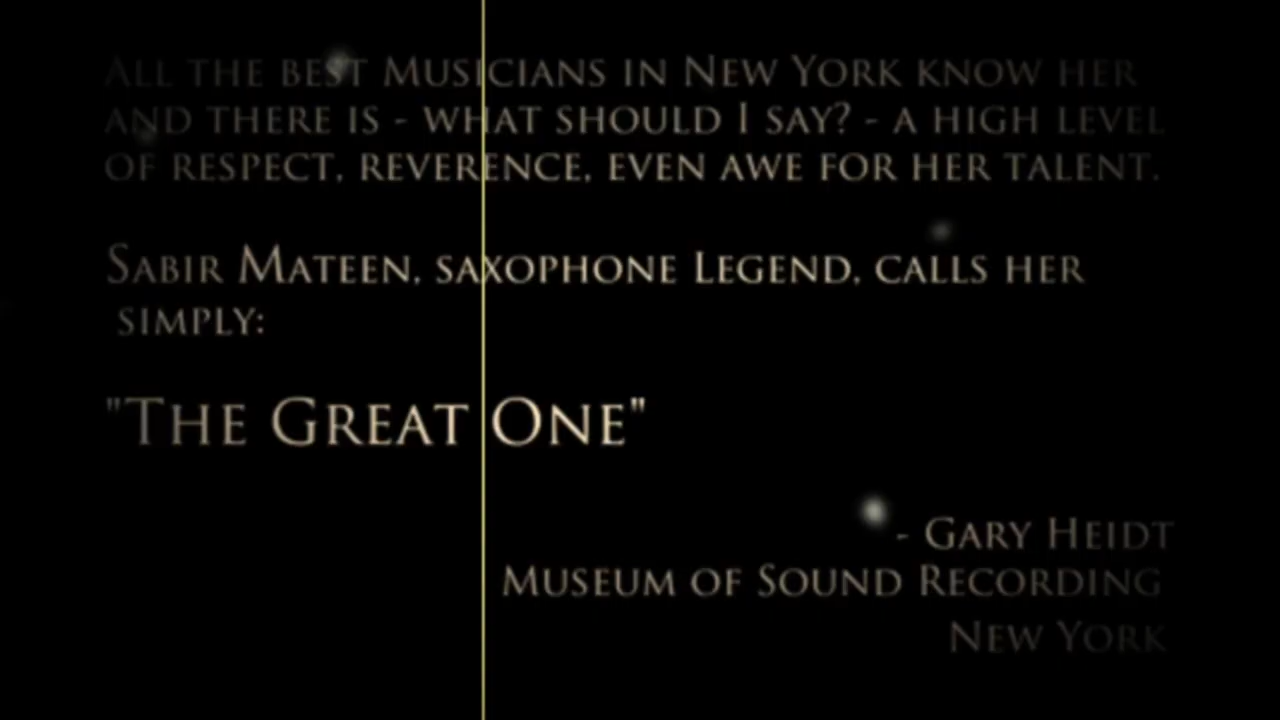 All the best Musicians in New York know her
and there is - what should I say? - a high level
of respect, reverence, even awe for her talent.
Sabir Mateen, saxophone Legend, calls her
simply:
"The Great One"
- Gary Heidt
Museum of Sound Recording
New York